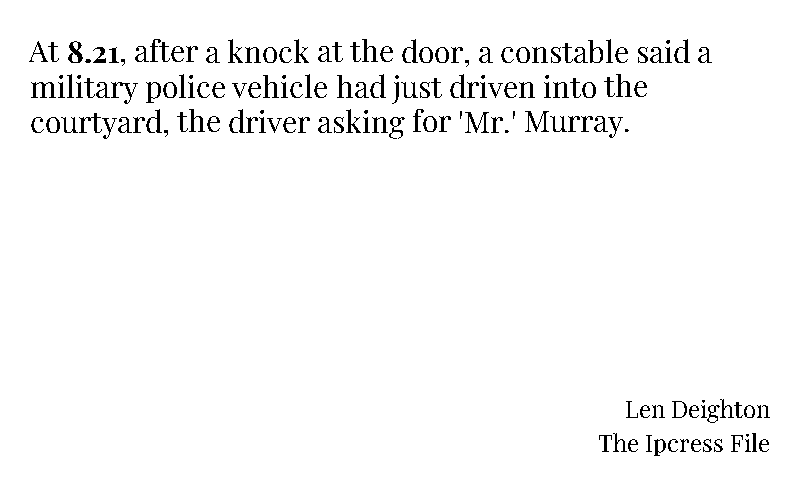 At 8.21, after a knock at the door, a constable said a
military police vehicle had just driven into the
courtyard, the driver asking for 'Mr.' Murray.
Len Deighton
The Ipcress File